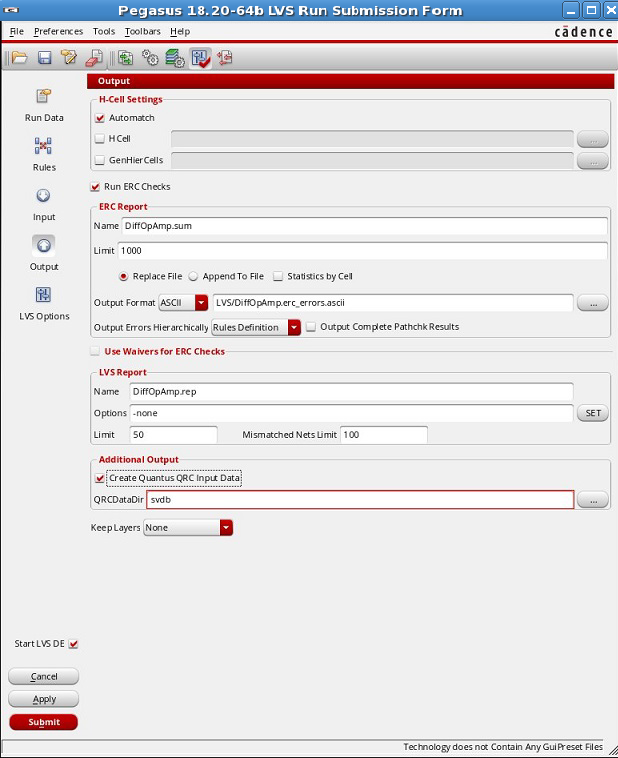 Pegasus 18.20-64b LVS Run Submission Form
File Preferences Tools Toolbars Help
cādence
Output
Run Data
Rules
Input
Output
LVS Options
H-Cell Settings
Automatch
H Cell ...
GenHierCells ...
Run ERC Checks
ERC Report
Name DiffOpAmp.sum
Limit 1000
Replace File Append To File Statistics by Cell
Output Format ASCII LVS/DiffOpAmp.erc_errors.ascii ...
Output Errors Hierarchically Rules Definition Output Complete Pathchk Results
Use Waivers for ERC Checks
LVS Report
Name DiffOpAmp.rep
Options -none SET
Limit 50 Mismatched Nets Limit 100
Additional Output
Create Quantus QRC Input Data
QRCDataDir svdb ...
Keep Layers None
Start LVS DE
Cancel
Apply
Submit
Technology does not Contain Any GuiPreset Files